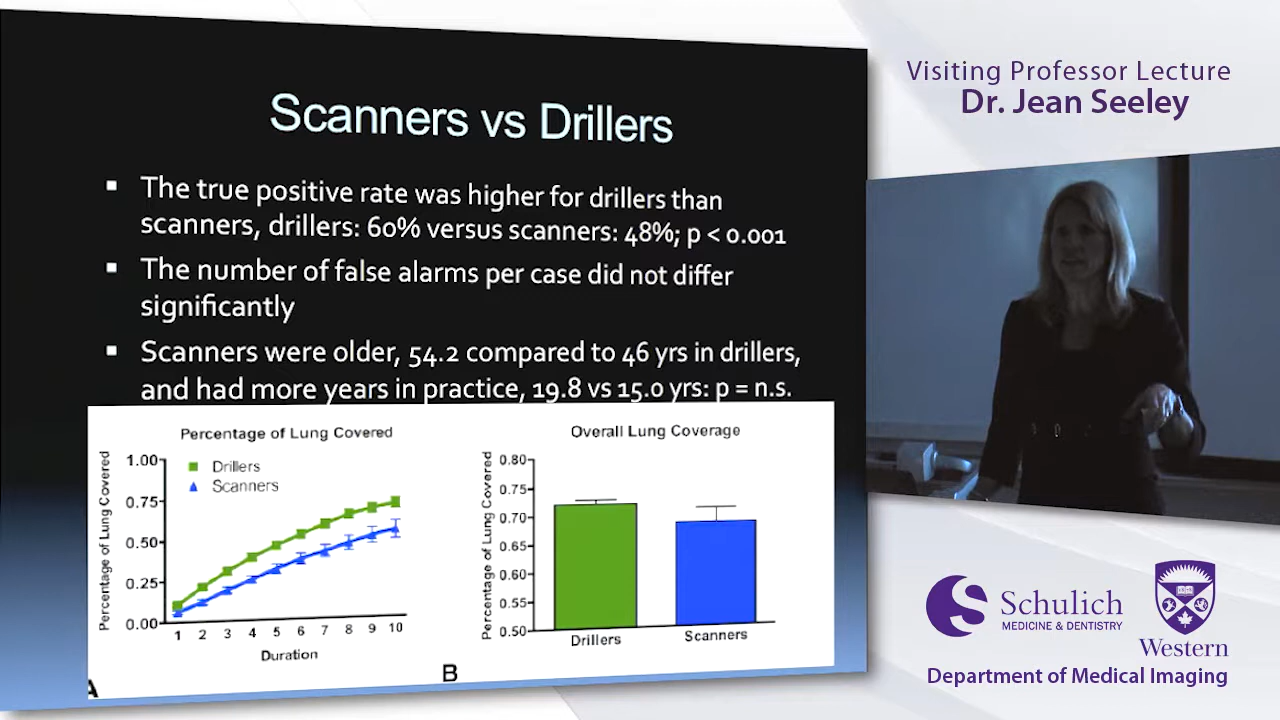 Scanners vs Drillers
▪ The true positive rate was higher for drillers than
scanners, drillers: 60% versus scanners: 48%; p < 0.001
▪ The number of false alarms per case did not differ
significantly
▪ Scanners were older, 54.2 compared to 46 yrs in drillers,
and had more years in practice, 19.8 vs 15.0 yrs: p = n.s.
Percentage of Lung Covered
Percentage of Lung Covered
1.00
0.75
0.50
0.25
0.00
Drillers
Scanners
1 2 3 4 5 6 7 8 9 10
Duration
A
Overall Lung Coverage
Percentage of Lung Covered
0.80
0.75
0.70
0.65
0.60
0.55
0.50
Drillers Scanners
B
Visiting Professor Lecture
Dr. Jean Seeley
Schulich
MEDICINE & DENTISTRY
Western
Department of Medical Imaging